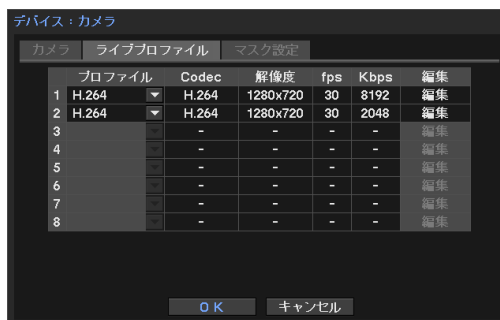 デバイス：カメラ
カメラ ライブプロファイル マスク設定
プロファイル Codec 解像度 fps Kbps 編集
1 H.264 H.264 1280x720 30 8192 編集
2 H.264 H.264 1280x720 30 2048 編集
3 - - - - 編集
4 - - - - 編集
5 - - - - 編集
6 - - - - 編集
7 - - - - 編集
8 - - - - 編集
OK キャンセル